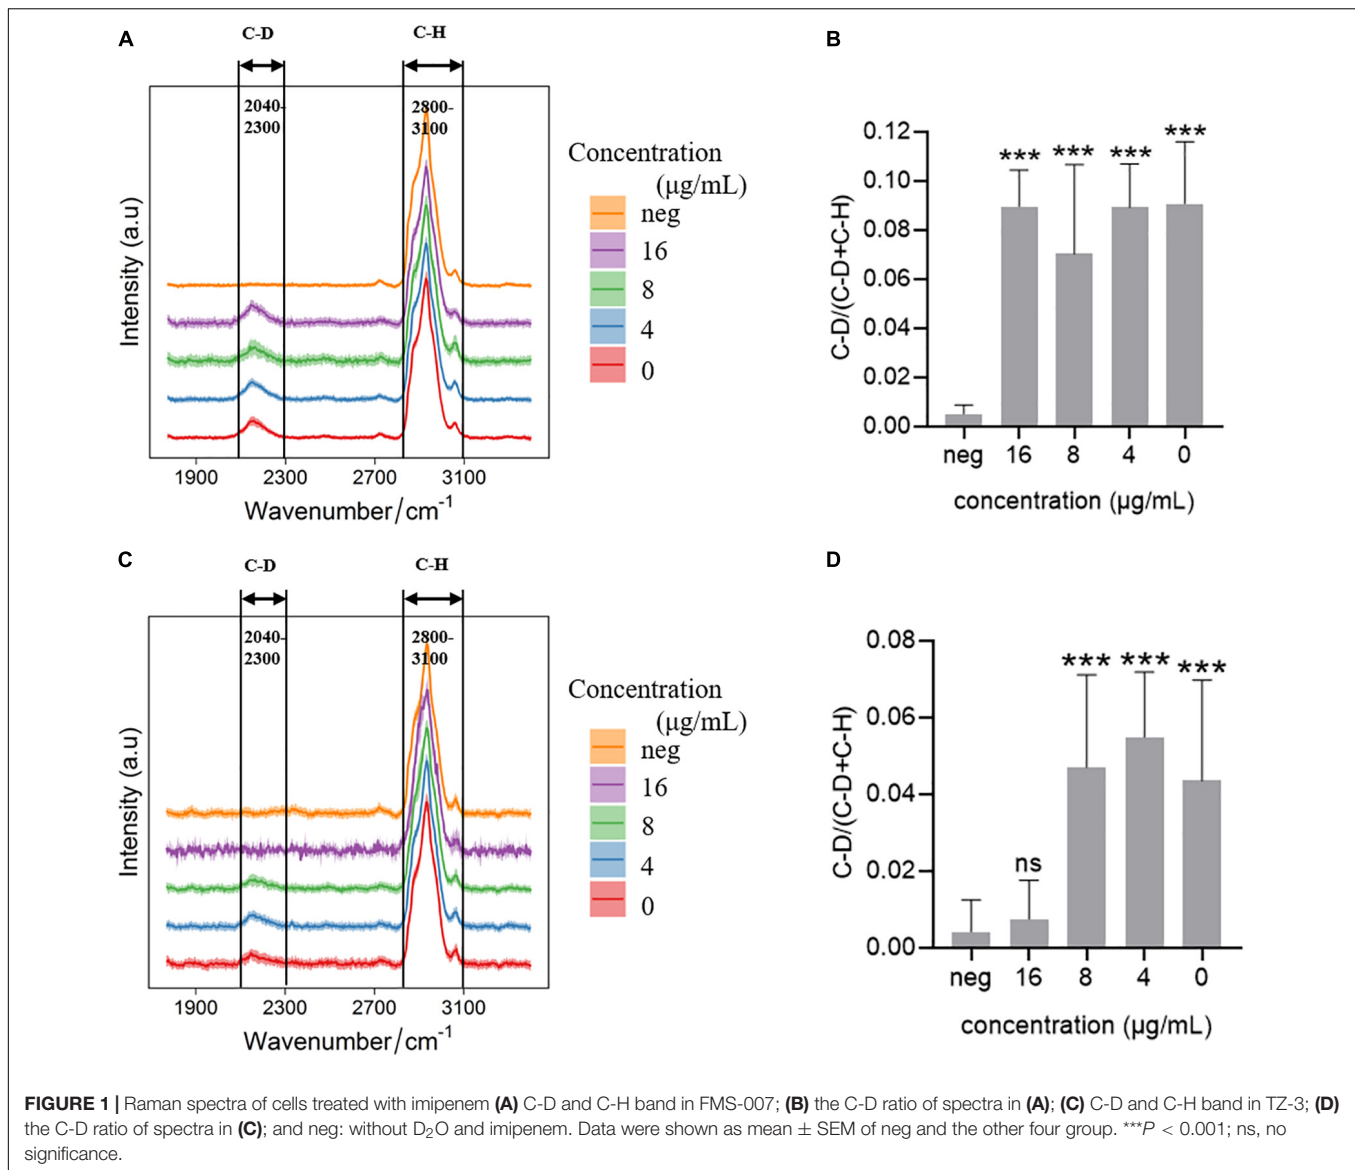 A
C-D
C-H
2040-
2300
2800-
3100
Intensity (a.u)
1900
2300
2700
3100
Wavenumber/cm⁻¹
Concentration
(µg/mL)
neg
16
8
4
0
B
C-D/(C-D+C-H)
0.12
0.10
0.08
0.06
0.04
0.02
0.00
***
***
***
***
neg
16
8
4
0
concentration (µg/mL)
C
C-D
C-H
2040-
2300
2800-
3100
Intensity (a.u)
1900
2300
2700
3100
Wavenumber/cm⁻¹
Concentration
(µg/mL)
neg
16
8
4
0
D
C-D/(C-D+C-H)
0.08
0.06
0.04
0.02
0.00
ns
***
***
***
neg
16
8
4
0
concentration (µg/mL)
FIGURE 1 | Raman spectra of cells treated with imipenem (A) C-D and C-H band in FMS-007; (B) the C-D ratio of spectra in (A); (C) C-D and C-H band in TZ-3; (D)
the C-D ratio of spectra in (C); and neg: without D₂O and imipenem. Data were shown as mean ± SEM of neg and the other four group. ***P < 0.001; ns, no
significance.